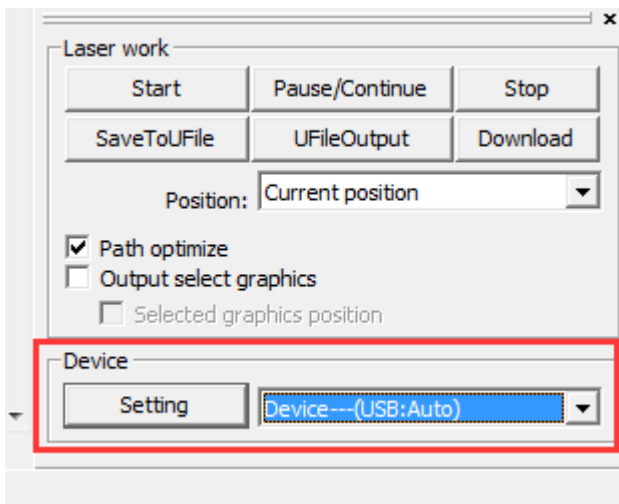 Laser work
Start Pause/Continue Stop
SaveToUFile UFileOutput Download
Position: Current position
Path optimize
Output select graphics
Selected graphics position
Device
Setting Device---(USB:Auto)